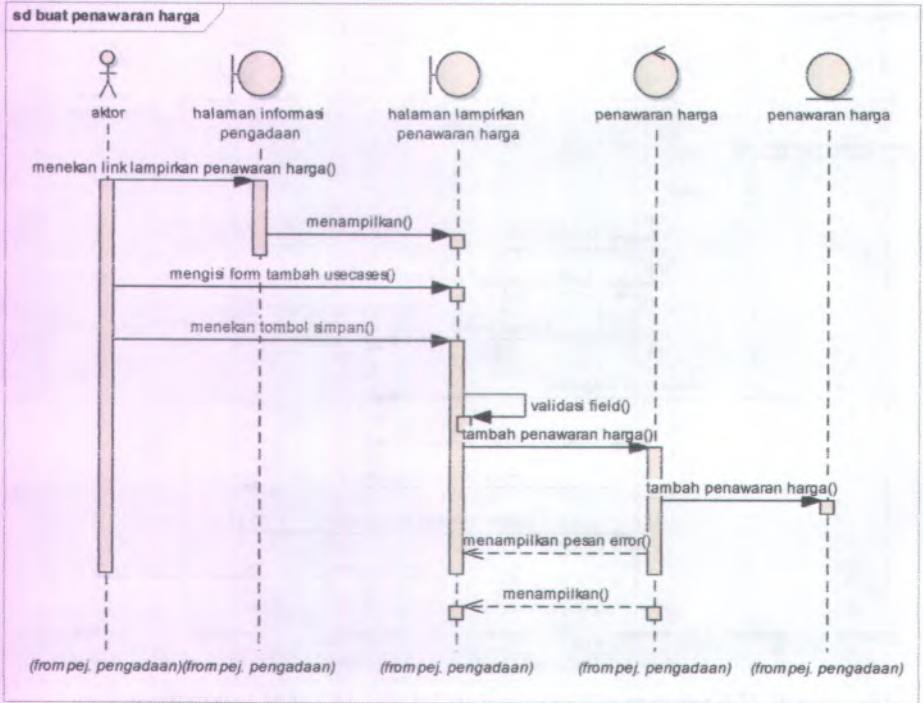 sd buat penawaran harga
aktor
halaman informasi
pengadaan
halaman lampirkan
penawaran harga
penawaran harga
penawaran harga
menekan link lampirkan penawaran harga()
menampilkan()
mengisi form tambah usecases()
menekan tombol simpan()
validasi field()
tambah penawaran harga()
tambah penawaran harga()
menampilkan pesan error()
menampilkan()
(from pej. pengadaan)(from pej. pengadaan) (from pej. pengadaan) (from pej. pengadaan) (from pej. pengadaan)